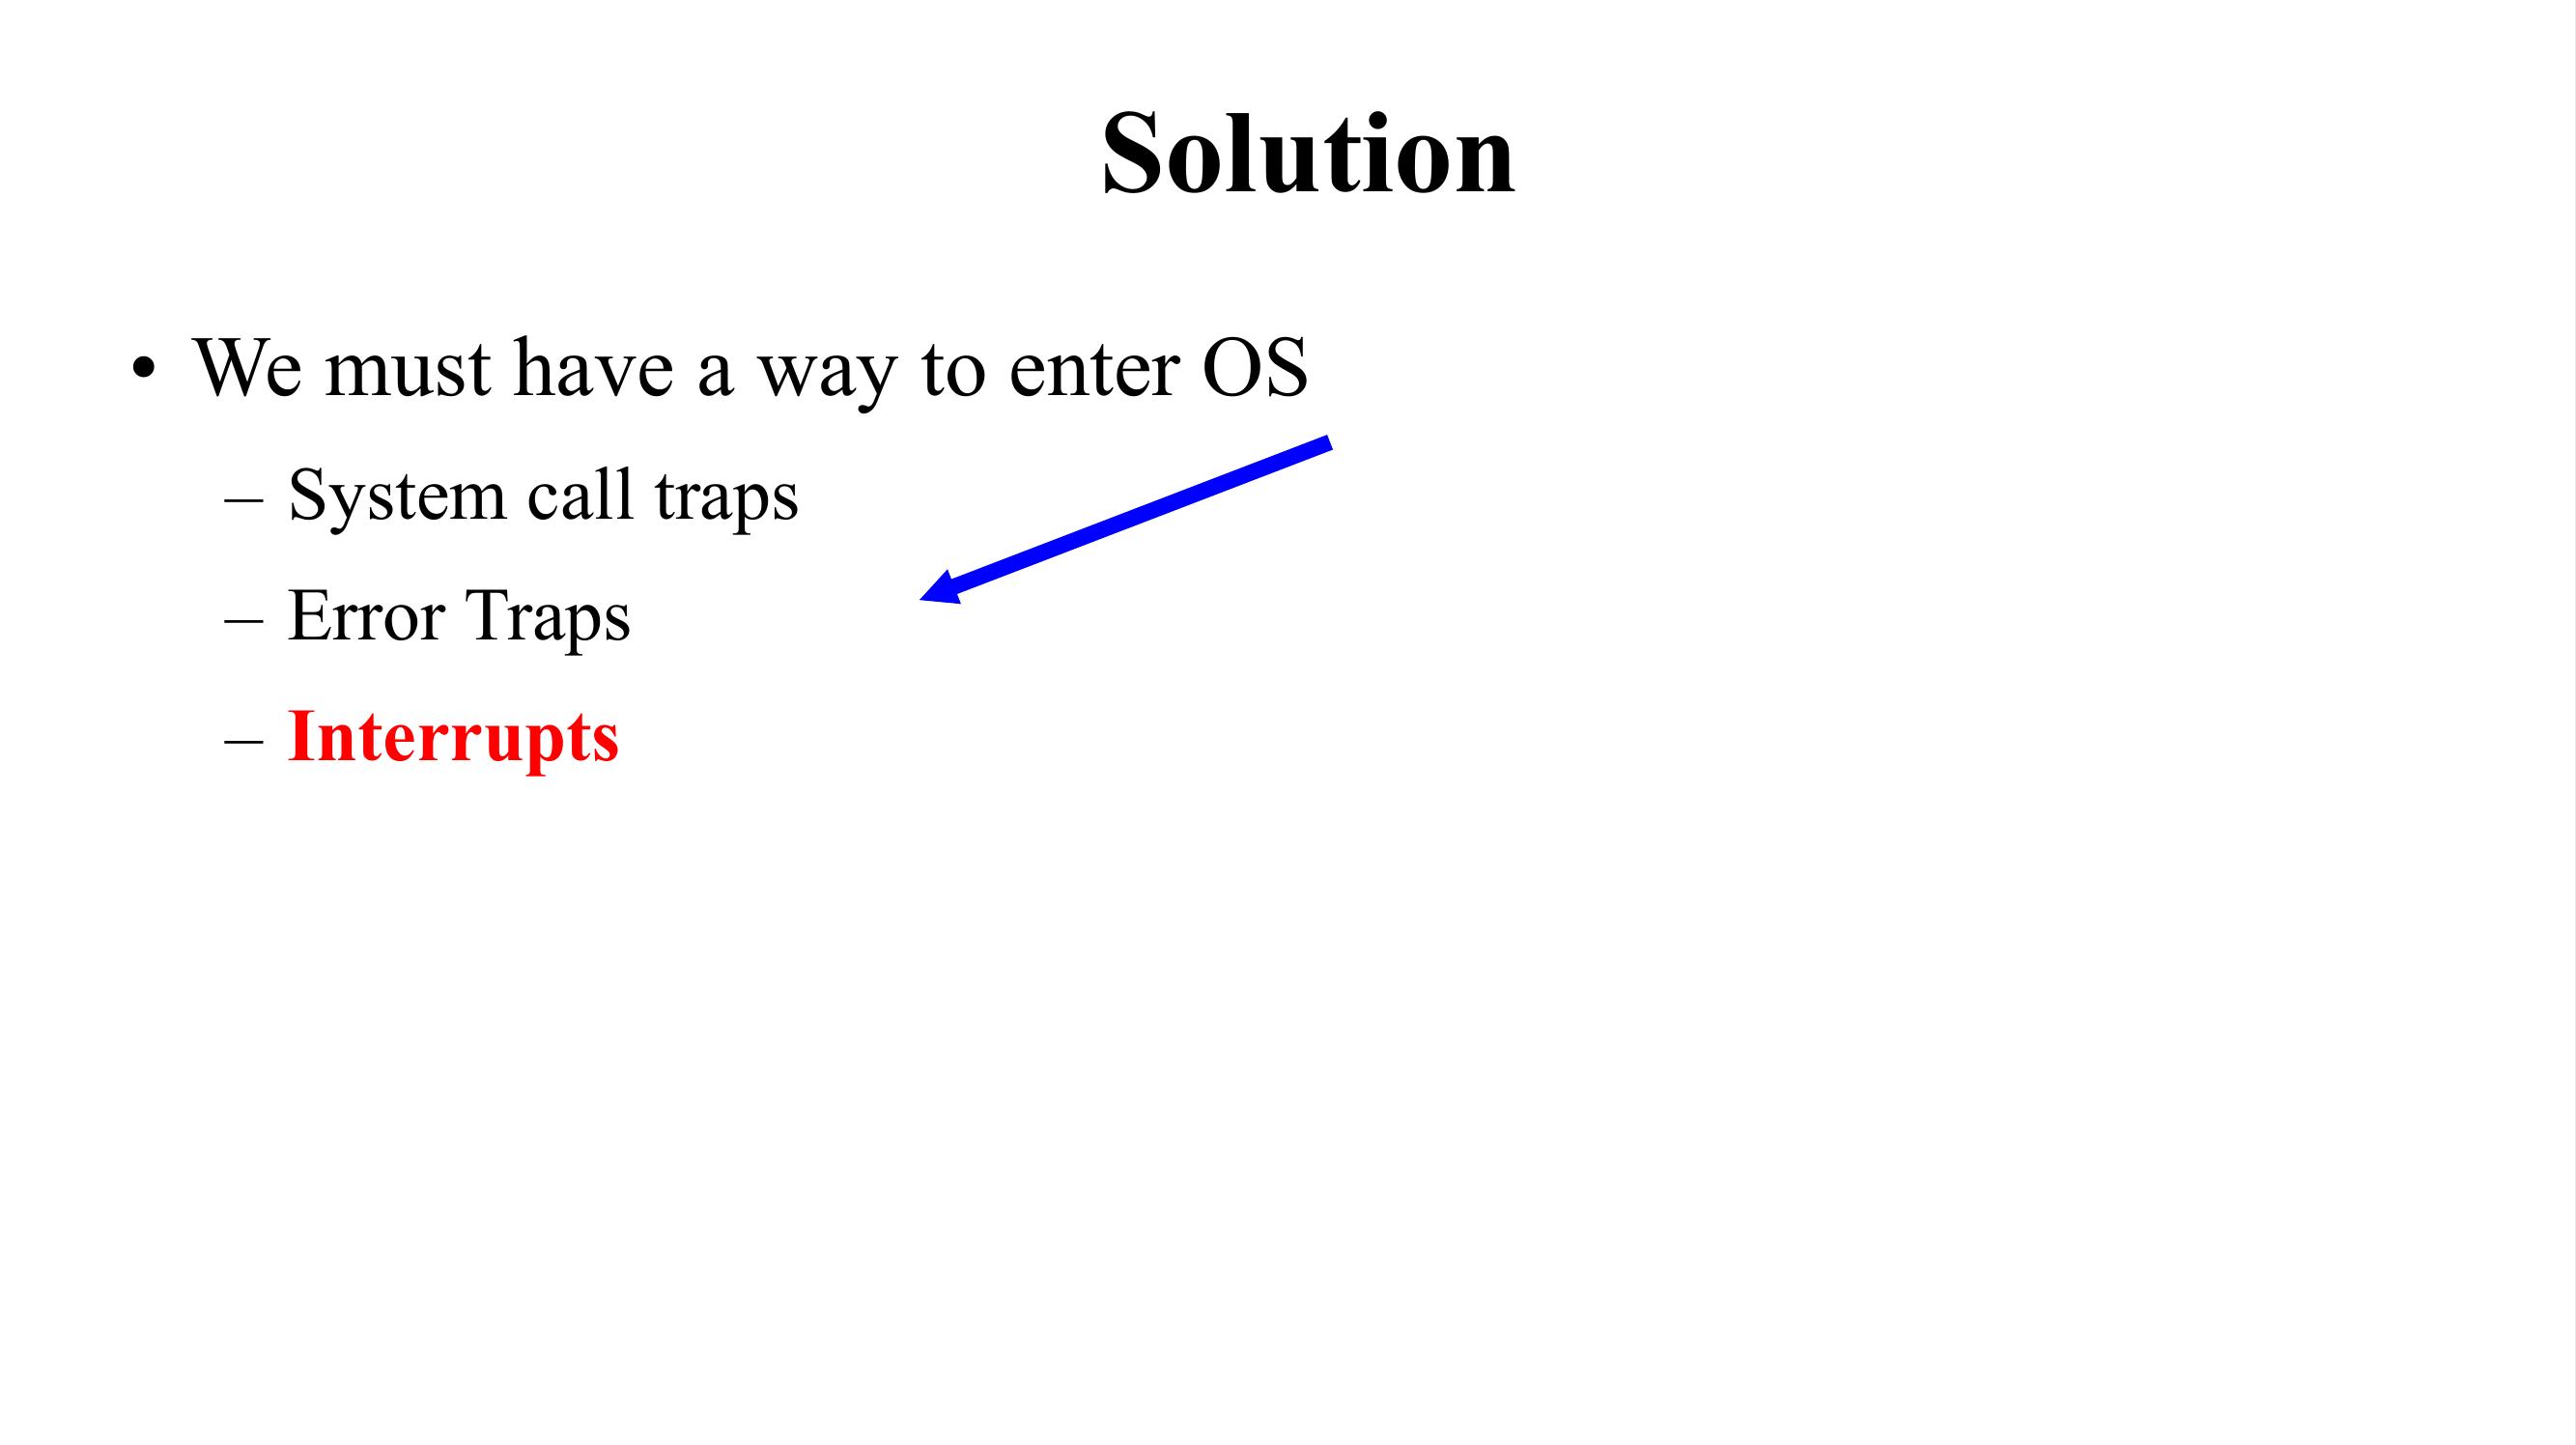 Solution
• We must have a way to enter OS
– System call traps
– Error Traps
– Interrupts